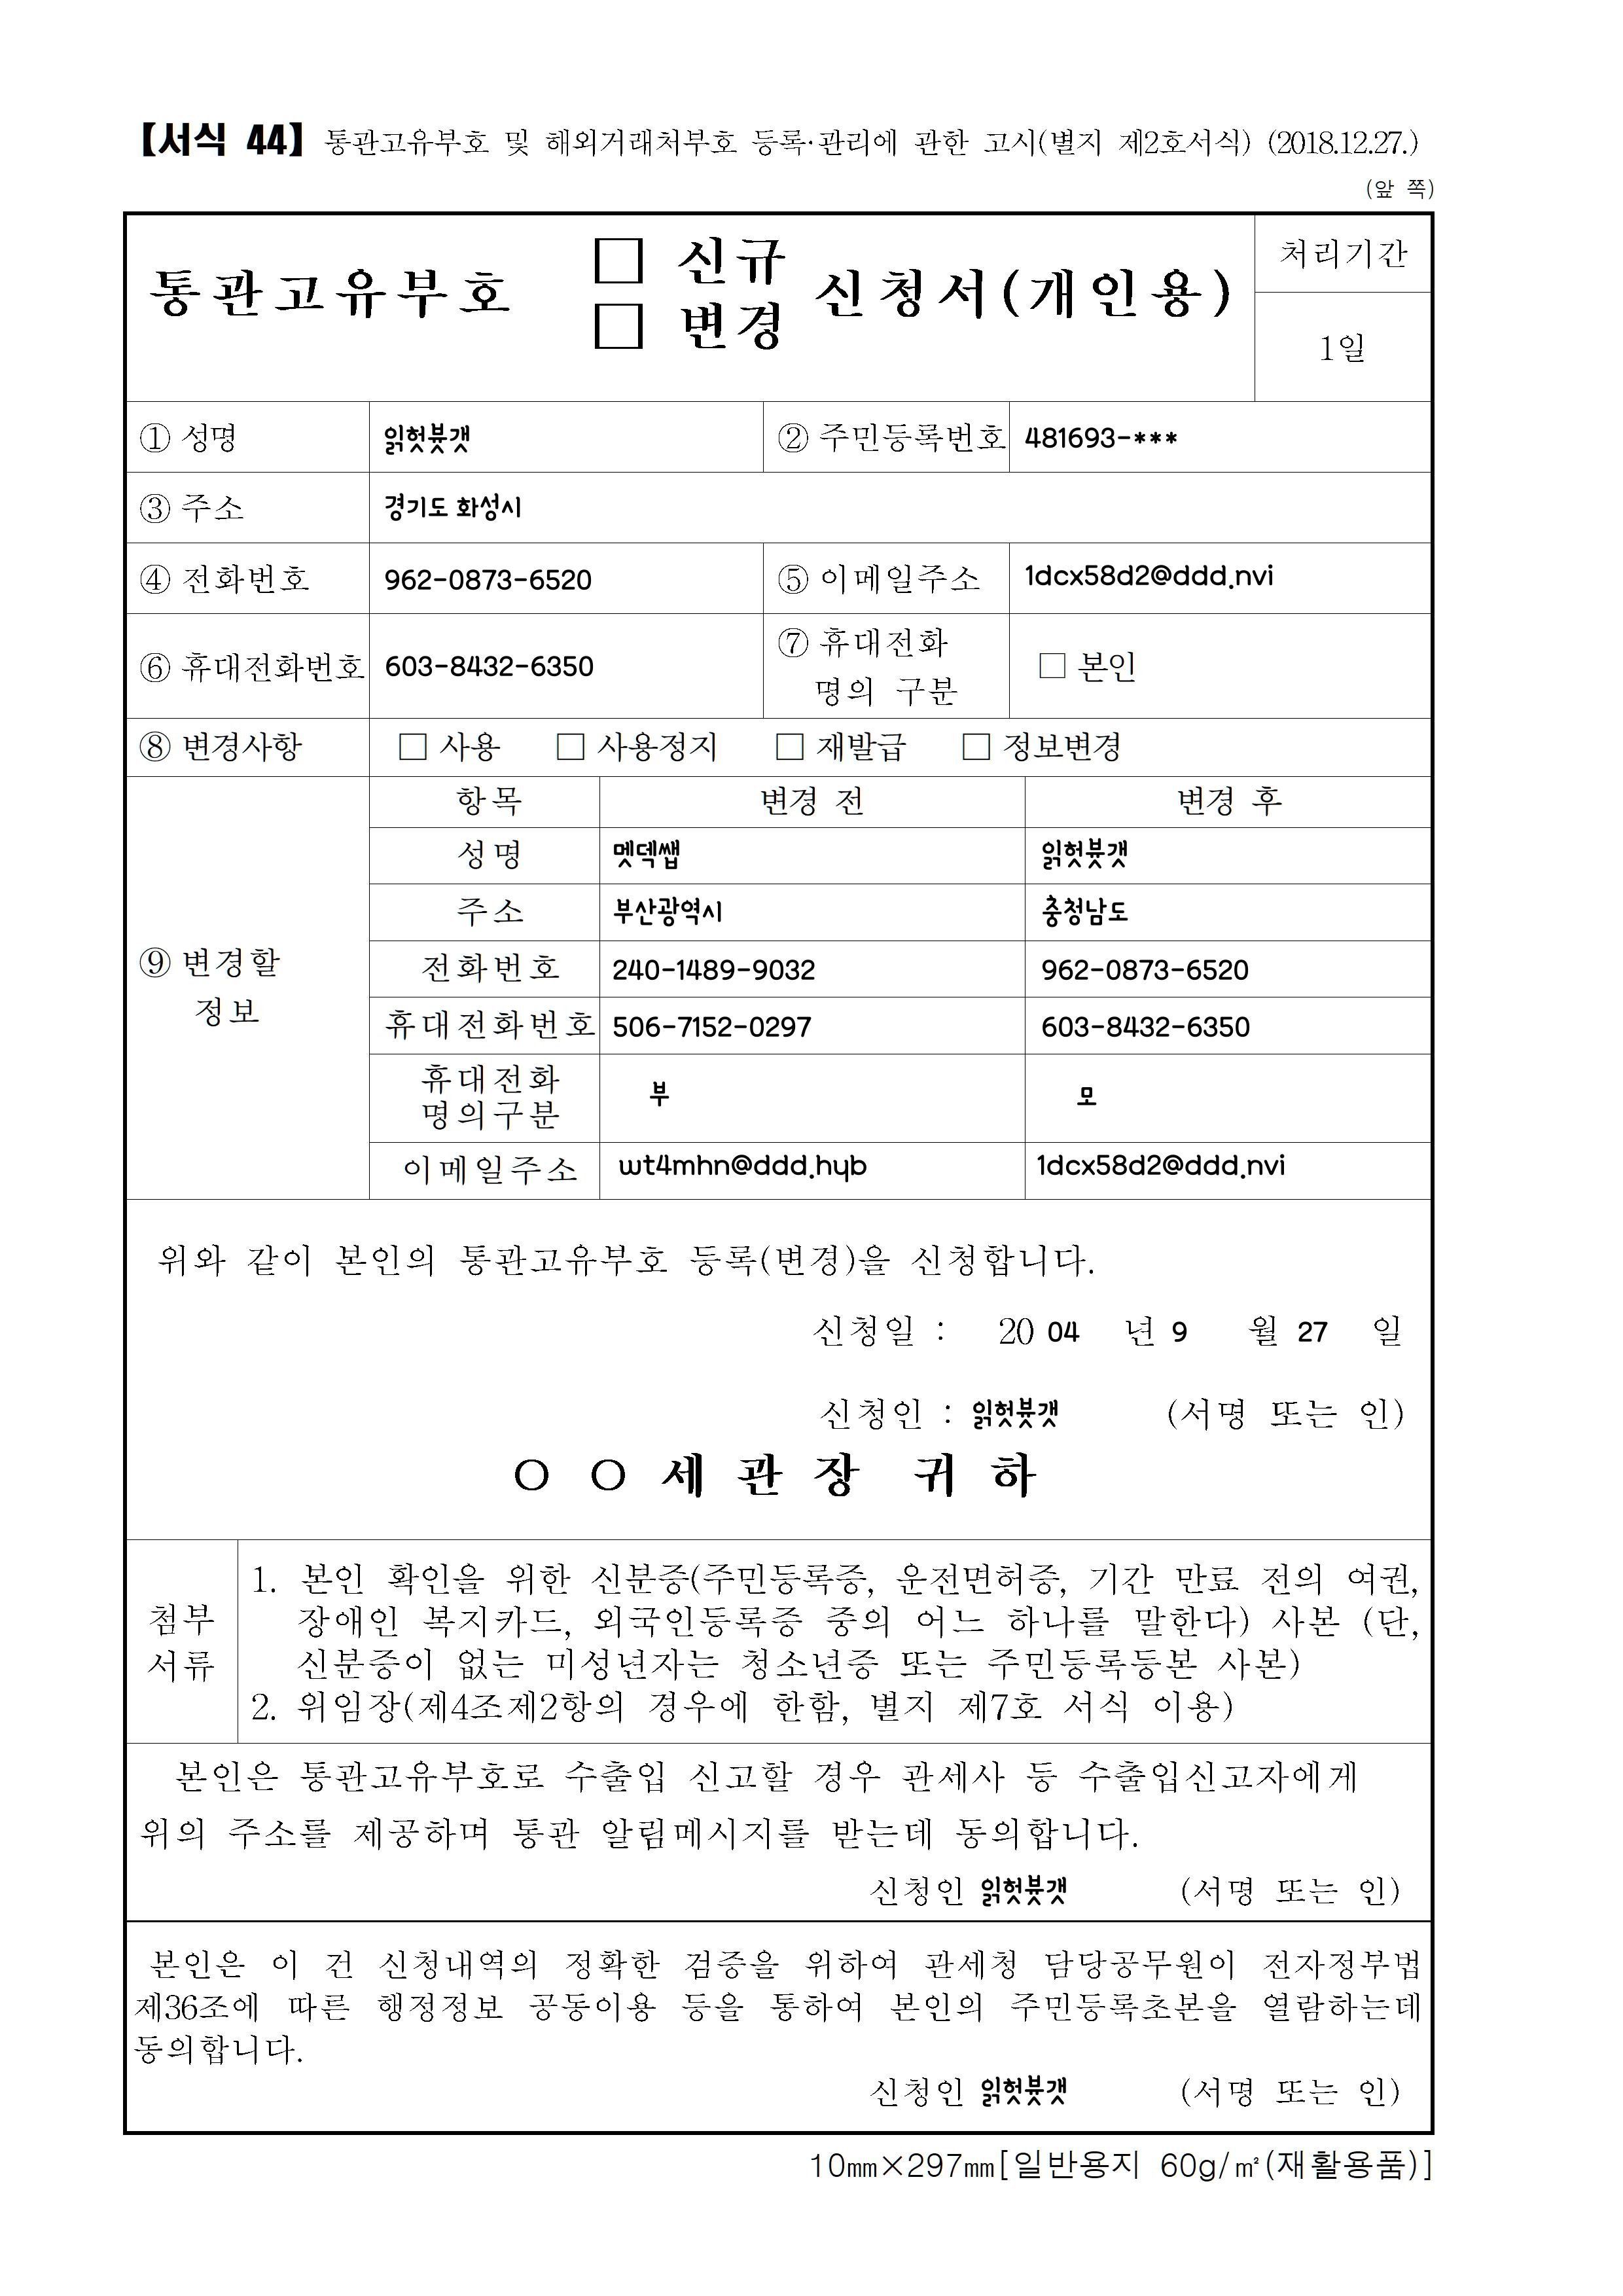 【서식 44】 통관고유부호 및 해외거래처부호 등록·관리에 관한 고시(별지 제2호서식) (2018.12.27.)
(앞 쪽)
통관고유부호 □ 신규 □ 변경 신청서(개인용)
처리기간
1일
① 성명 읽헛뷲갯 ② 주민등록번호 481693-***
③ 주소 경기도 화성시
④ 전화번호 962-0873-6520 ⑤ 이메일주소 1dcx58d2@ddd.nvi
⑥ 휴대전화번호 603-8432-6350 ⑦ 휴대전화 명의 구분 □ 본인
⑧ 변경사항 □ 사용 □ 사용정지 □ 재발급 □ 정보변경
⑨ 변경할 정보
항목 변경 전 변경 후
성명 멧덱쌥 읽헛뷲갯
주소 부산광역시 충청남도
전화번호 240-1489-9032 962-0873-6520
휴대전화번호 506-7152-0297 603-8432-6350
휴대전화 명의구분 부 모
이메일주소 wt4mhn@ddd.hyb 1dcx58d2@ddd.nvi
위와 같이 본인의 통관고유부호 등록(변경)을 신청합니다.
신청일 : 20 04 년 9 월 27 일
신청인 : 읽헛뷲갯 (서명 또는 인)
○ ○ 세 관 장 귀 하
첨부 서류
1. 본인 확인을 위한 신분증(주민등록증, 운전면허증, 기간 만료 전의 여권,
장애인 복지카드, 외국인등록증 중의 어느 하나를 말한다) 사본 (단,
신분증이 없는 미성년자는 청소년증 또는 주민등록등본 사본)
2. 위임장(제4조제2항의 경우에 한함, 별지 제7호 서식 이용)
본인은 통관고유부호로 수출입 신고할 경우 관세사 등 수출입신고자에게
위의 주소를 제공하며 통관 알림메시지를 받는데 동의합니다.
신청인 읽헛뷲갯 (서명 또는 인)
본인은 이 건 신청내역의 정확한 검증을 위하여 관세청 담당공무원이 전자정부법
제36조에 따른 행정정보 공동이용 등을 통하여 본인의 주민등록초본을 열람하는데
동의합니다.
신청인 읽헛뷲갯 (서명 또는 인)
10㎜×297㎜[일반용지 60g/㎡(재활용품)]